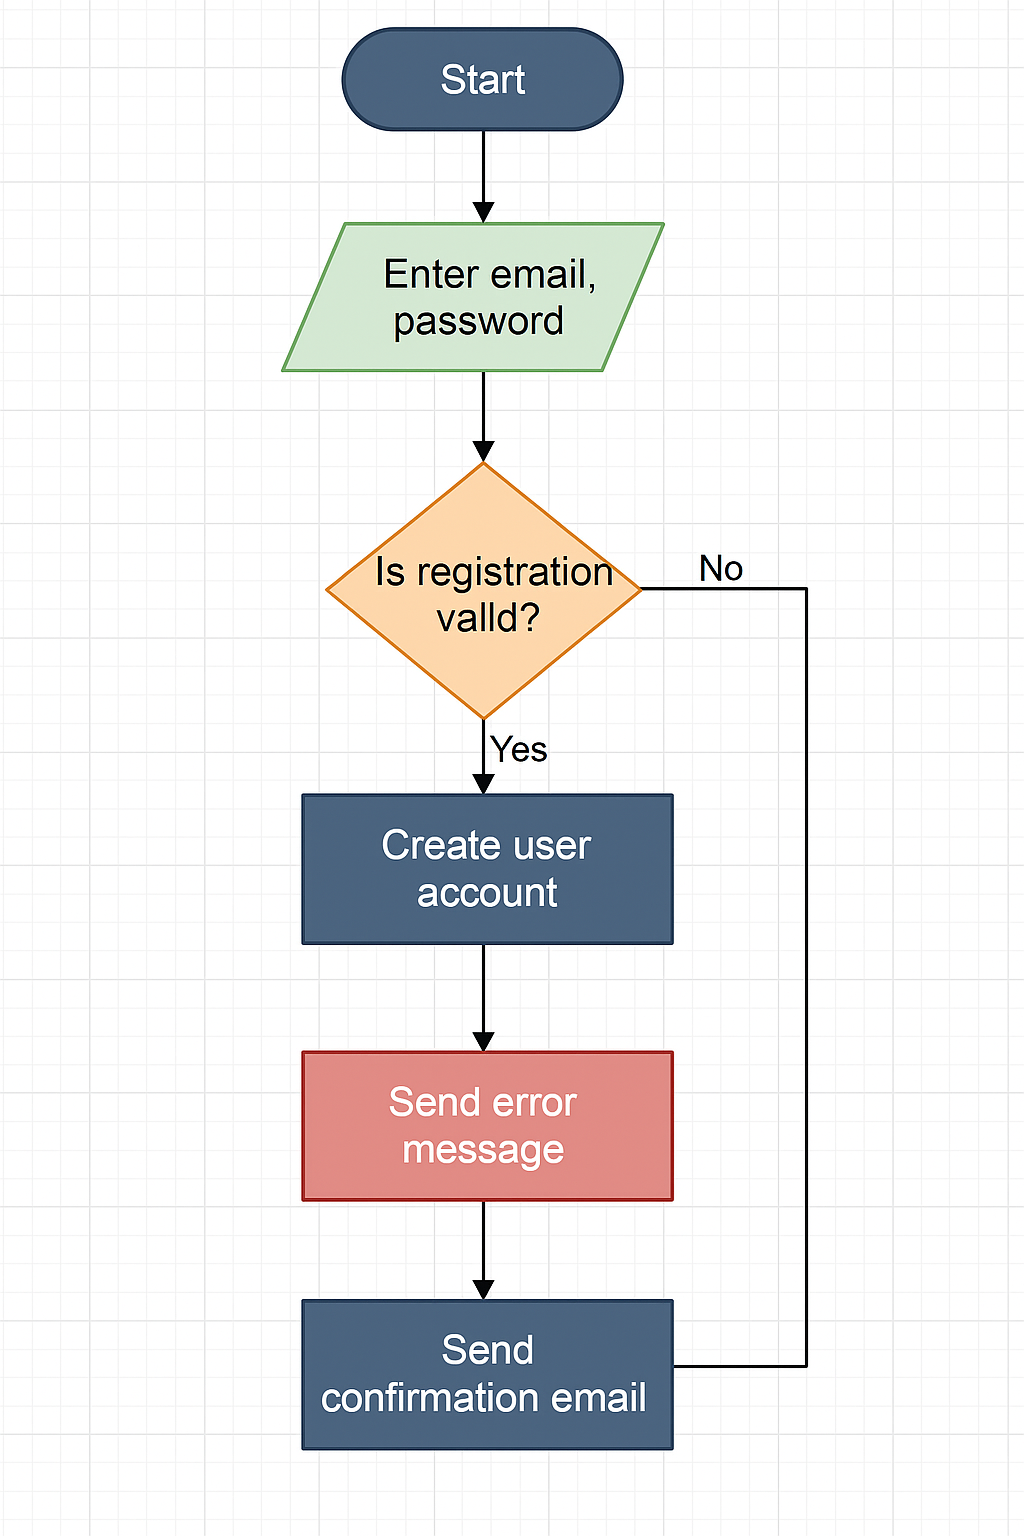 Start
Enter email,
password
Is registration
valld?
No
Yes
Create user
account
Send error
message
Send
confirmation email